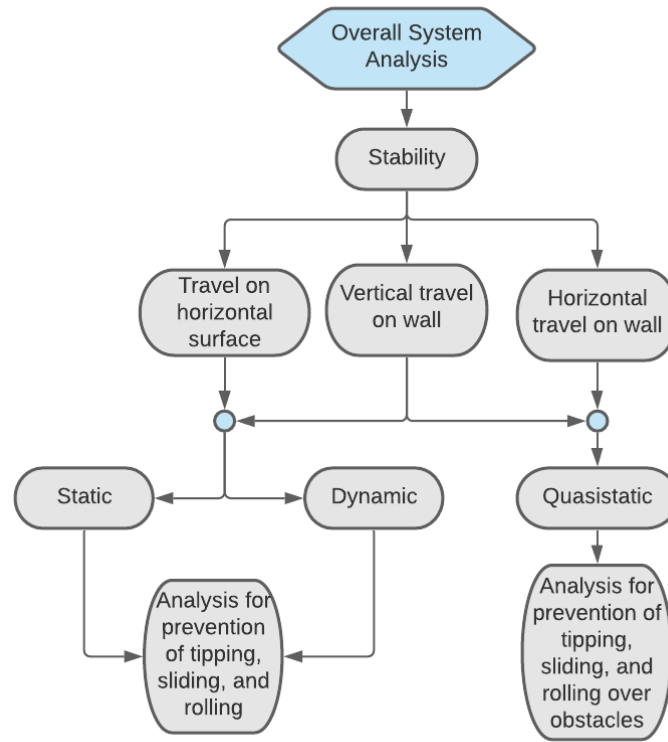 Overall System
Analysis
Stability
Travel on
horizontal
surface
Vertical travel
on wall
Horizontal
travel on wall
Static
Dynamic
Quasistatic
Analysis for
prevention
of tipping,
sliding, and
rolling
Analysis for
prevention of
tipping,
sliding, and
rolling over
obstacles